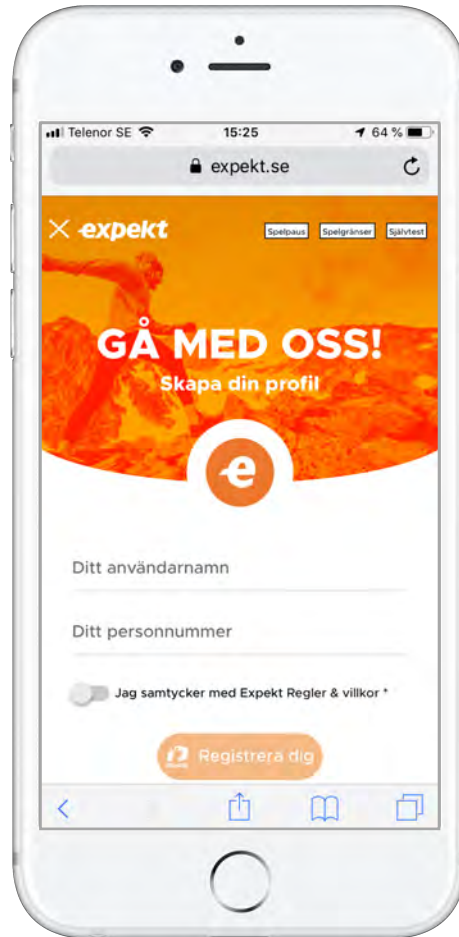 Telenor SE 15:25 64 %
expekt.se
expekt Spelpaus Spelgränser Självtest
GÅ MED OSS!
Skapa din profil
e
Ditt användarnamn
Ditt personnummer
Jag samtycker med Expekt Regler & villkor *
Registrera dig